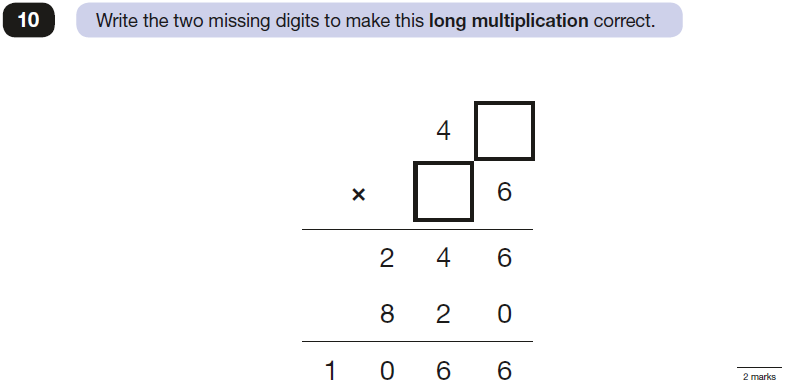 10 Write the two missing digits to make this long multiplication correct.
4
× 6
2 4 6
8 2 0
1 0 6 6
2 marks